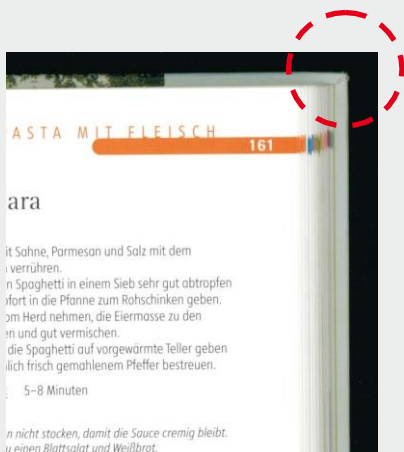 ASTA MIT FLEISCH
161
ara
it Sahne, Parmesan und Salz mit dem
verrühren.
n Spaghetti in einem Sieb sehr gut abtropfen
ofort in die Pfanne zum Rohschinken geben.
om Herd nehmen, die Eiermasse zu den
en und gut vermischen.
die Spaghetti auf vorgewärmte Teller geben
lich frisch gemahlenem Pfeffer bestreuen.
5–8 Minuten
n nicht stocken, damit die Sauce cremig bleibt.
u einen Blattsalat und Weißbrot.